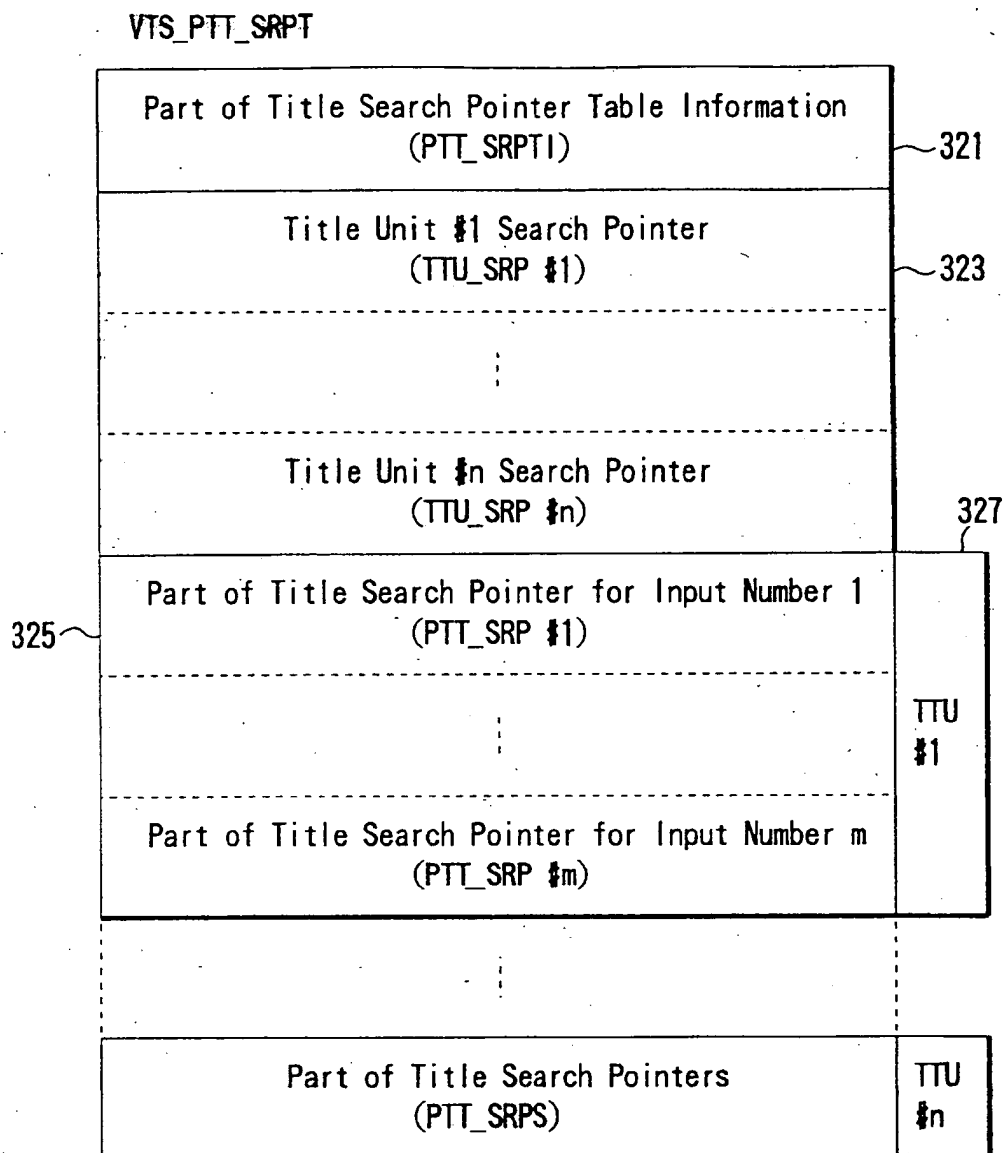 VTS_PTT_SRPT
Part of Title Search Pointer Table Information
(PTT_SRPTI)
321
Title Unit #1 Search Pointer
(TTU_SRP #1)
323
Title Unit #n Search Pointer
(TTU_SRP #n)
327
Part of Title Search Pointer for Input Number 1
(PTT_SRP #1)
325
TTU
#1
Part of Title Search Pointer for Input Number m
(PTT_SRP #m)
Part of Title Search Pointers
(PTT_SRPS)
TTU
#n